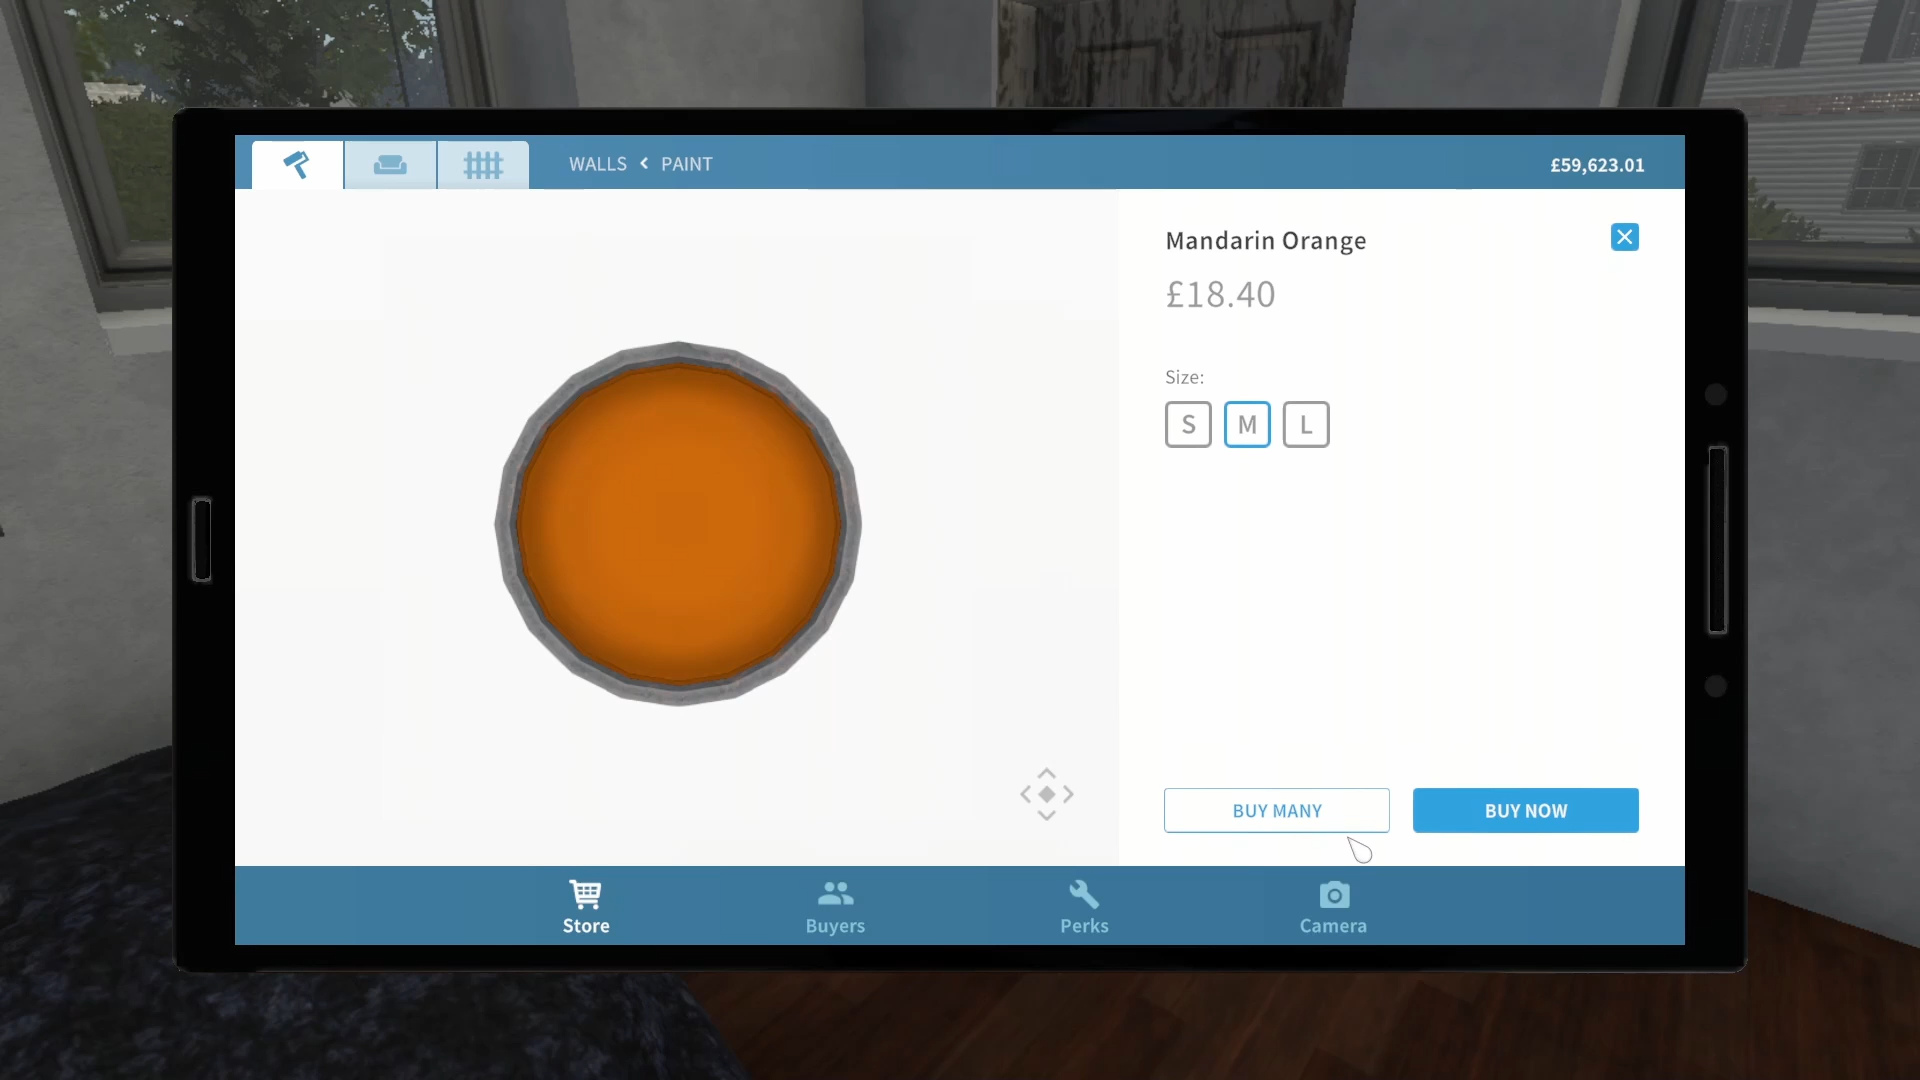 WALLS < PAINT
£59,623.01
Mandarin Orange
£18.40
Size:
S M L
BUY MANY
BUY NOW
Store
Buyers
Perks
Camera